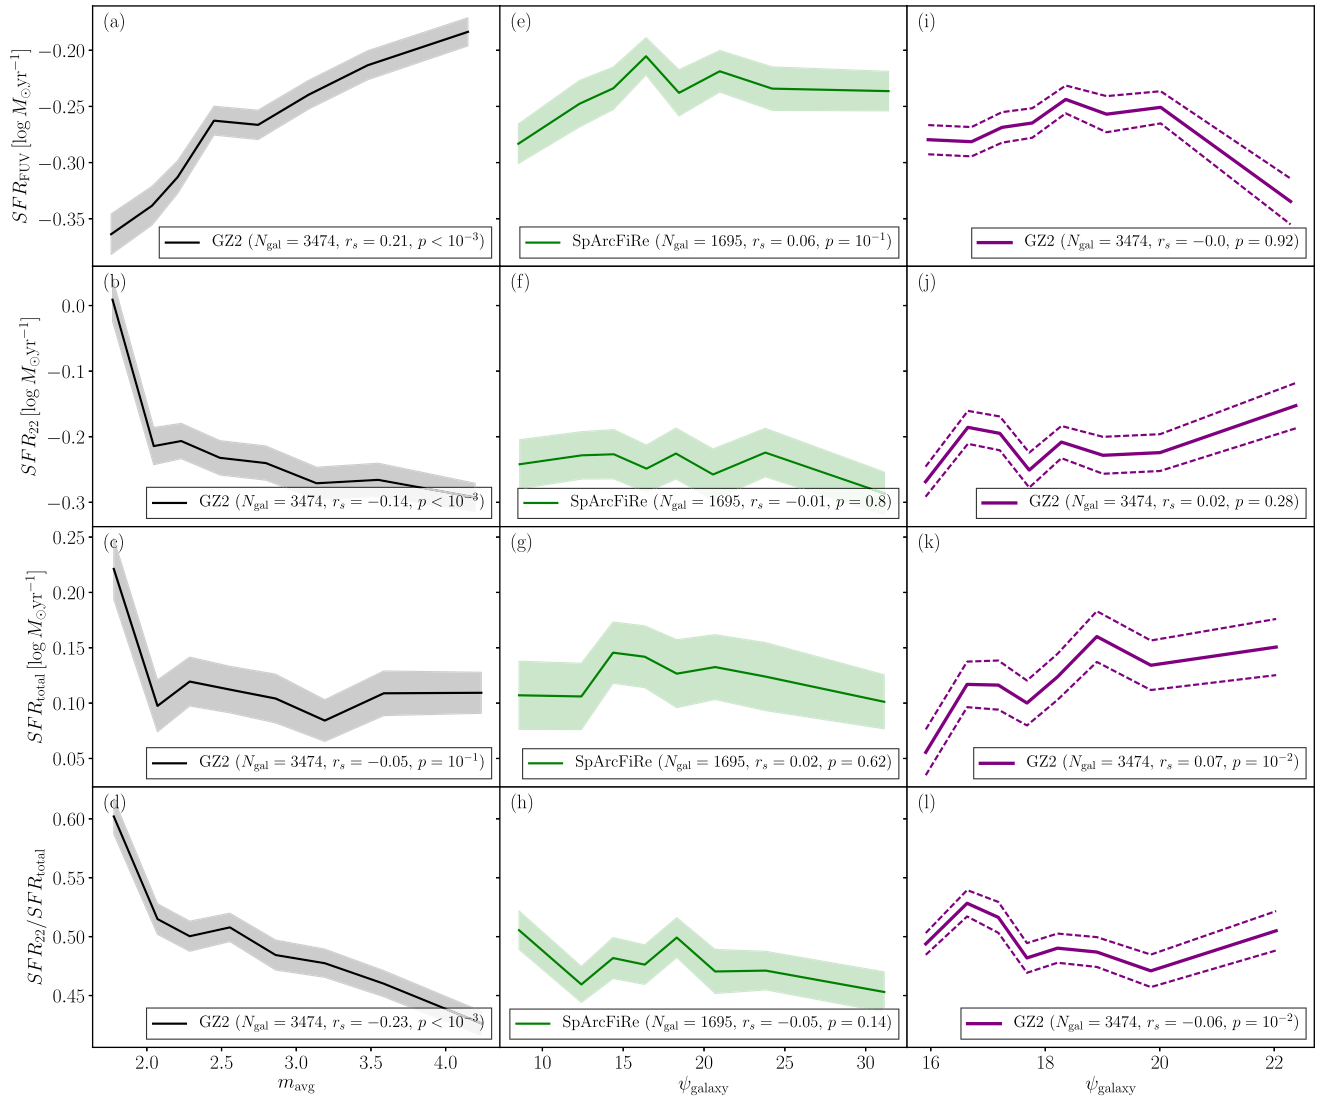 (a)
(e)
(i)
−0.20
−0.25
−0.30
−0.35
SFR_FUV [log M_⊙yr^−1]
GZ2 (N_gal = 3474, r_s = 0.21, p < 10^−3)
SpArcFiRe (N_gal = 1695, r_s = 0.06, p = 10^−1)
GZ2 (N_gal = 3474, r_s = −0.0, p = 0.92)
(b)
(f)
(j)
0.0
−0.1
−0.2
−0.3
SFR_22 [log M_⊙yr^−1]
GZ2 (N_gal = 3474, r_s = −0.14, p < 10^−3)
SpArcFiRe (N_gal = 1695, r_s = −0.01, p = 0.8)
GZ2 (N_gal = 3474, r_s = 0.02, p = 0.28)
(c)
(g)
(k)
0.25
0.20
0.15
0.10
0.05
SFR_total [log M_⊙yr^−1]
GZ2 (N_gal = 3474, r_s = −0.05, p = 10^−1)
SpArcFiRe (N_gal = 1695, r_s = 0.02, p = 0.62)
GZ2 (N_gal = 3474, r_s = 0.07, p = 10^−2)
(d)
(h)
(l)
0.60
0.55
0.50
0.45
SFR_22/SFR_total
GZ2 (N_gal = 3474, r_s = −0.23, p < 10^−3)
SpArcFiRe (N_gal = 1695, r_s = −0.05, p = 0.14)
GZ2 (N_gal = 3474, r_s = −0.06, p = 10^−2)
2.0 2.5 3.0 3.5 4.0
10 15 20 25 30
16 18 20 22
m_avg
ψ_galaxy
ψ_galaxy